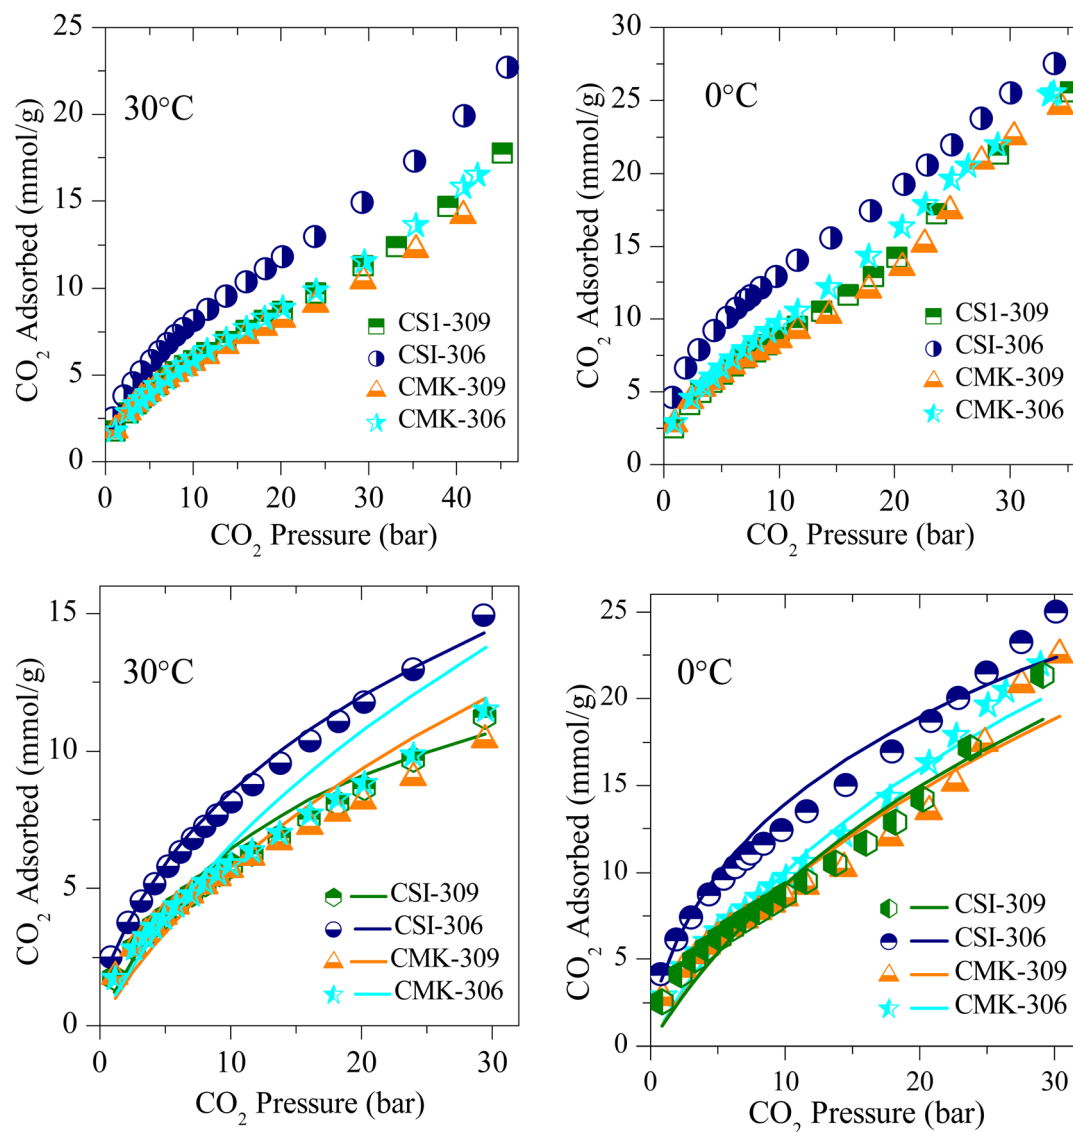 25
20
15
10
5
0
CO2 Adsorbed (mmol/g)
30°C
CS1-309
CSI-306
CMK-309
CMK-306
0 10 20 30 40
CO2 Pressure (bar)
30
25
20
15
10
5
0
CO2 Adsorbed (mmol/g)
0°C
CS1-309
CSI-306
CMK-309
CMK-306
0 10 20 30
CO2 Pressure (bar)
15
10
5
0
CO2 Adsorbed (mmol/g)
30°C
CSI-309
CSI-306
CMK-309
CMK-306
0 10 20 30
CO2 Pressure (bar)
25
20
15
10
5
0
CO2 Adsorbed (mmol/g)
0°C
CSI-309
CSI-306
CMK-309
CMK-306
0 10 20 30
CO2 Pressure (bar)